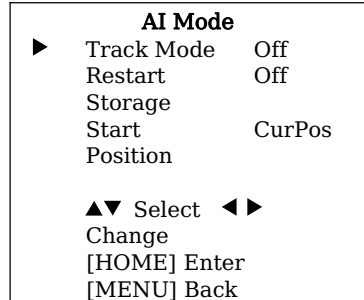 AI Mode
▶ Track Mode Off
Restart Off
Storage
Start CurPos
Position
▲▼ Select ◀ ▶
Change
[HOME] Enter
[MENU] Back